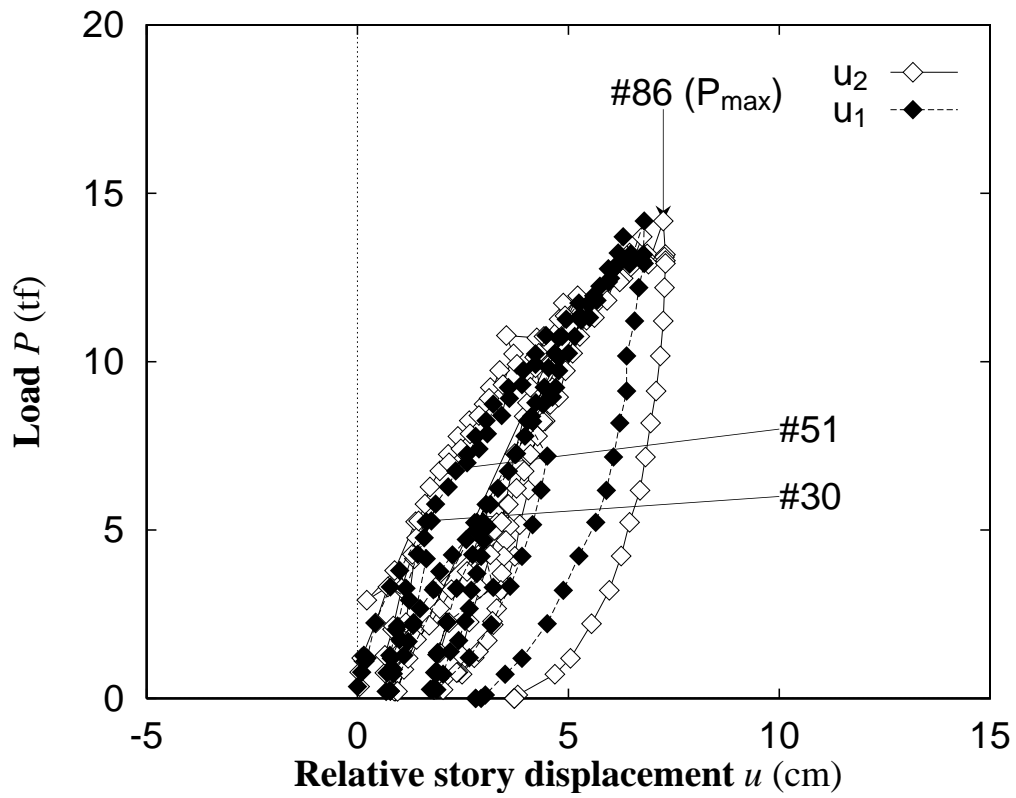 20
15
10
5
0
Load P (tf)
#86 (Pmax)
u2
u1
#51
#30
-5 0 5 10 15
Relative story displacement u (cm)